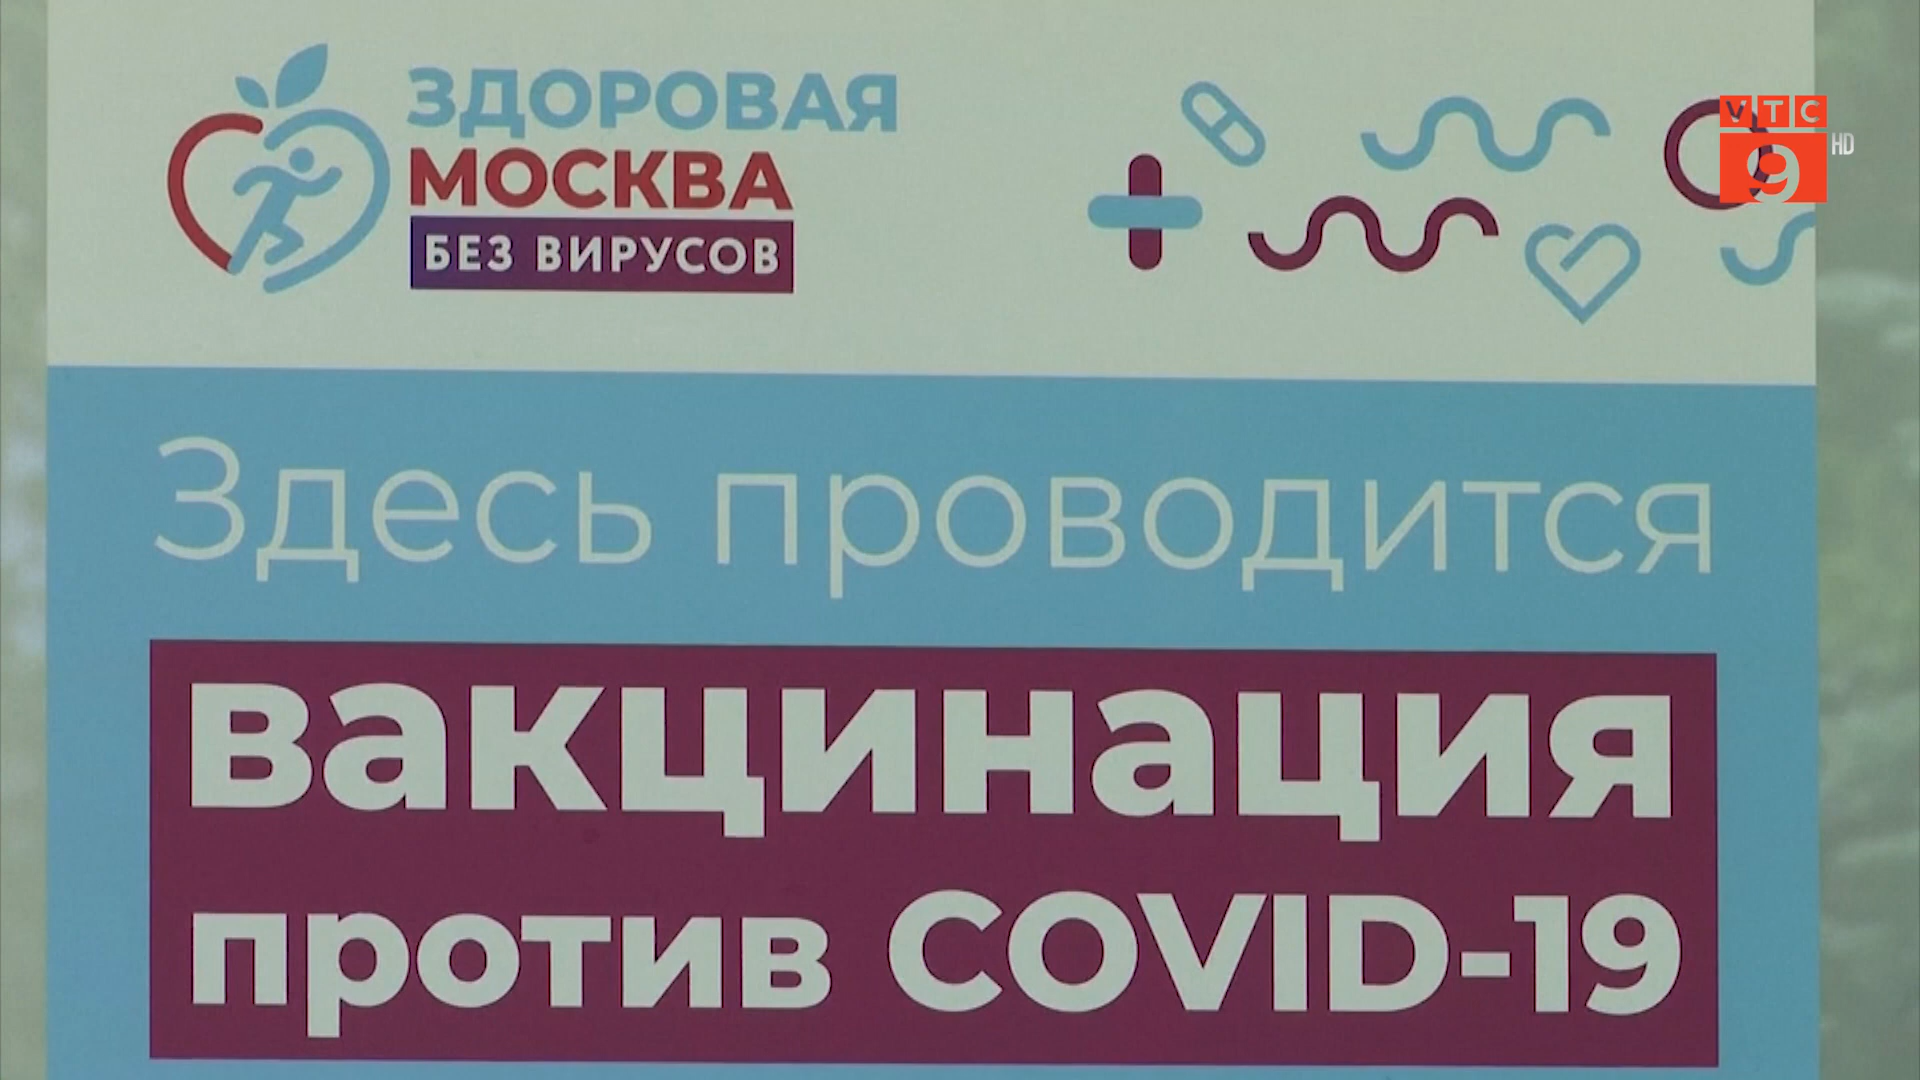 ЗДОРОВАЯ
МОСКВА
БЕЗ ВИРУСОВ
VTC
9 HD
Здесь проводится
вакцинация
против COVID-19